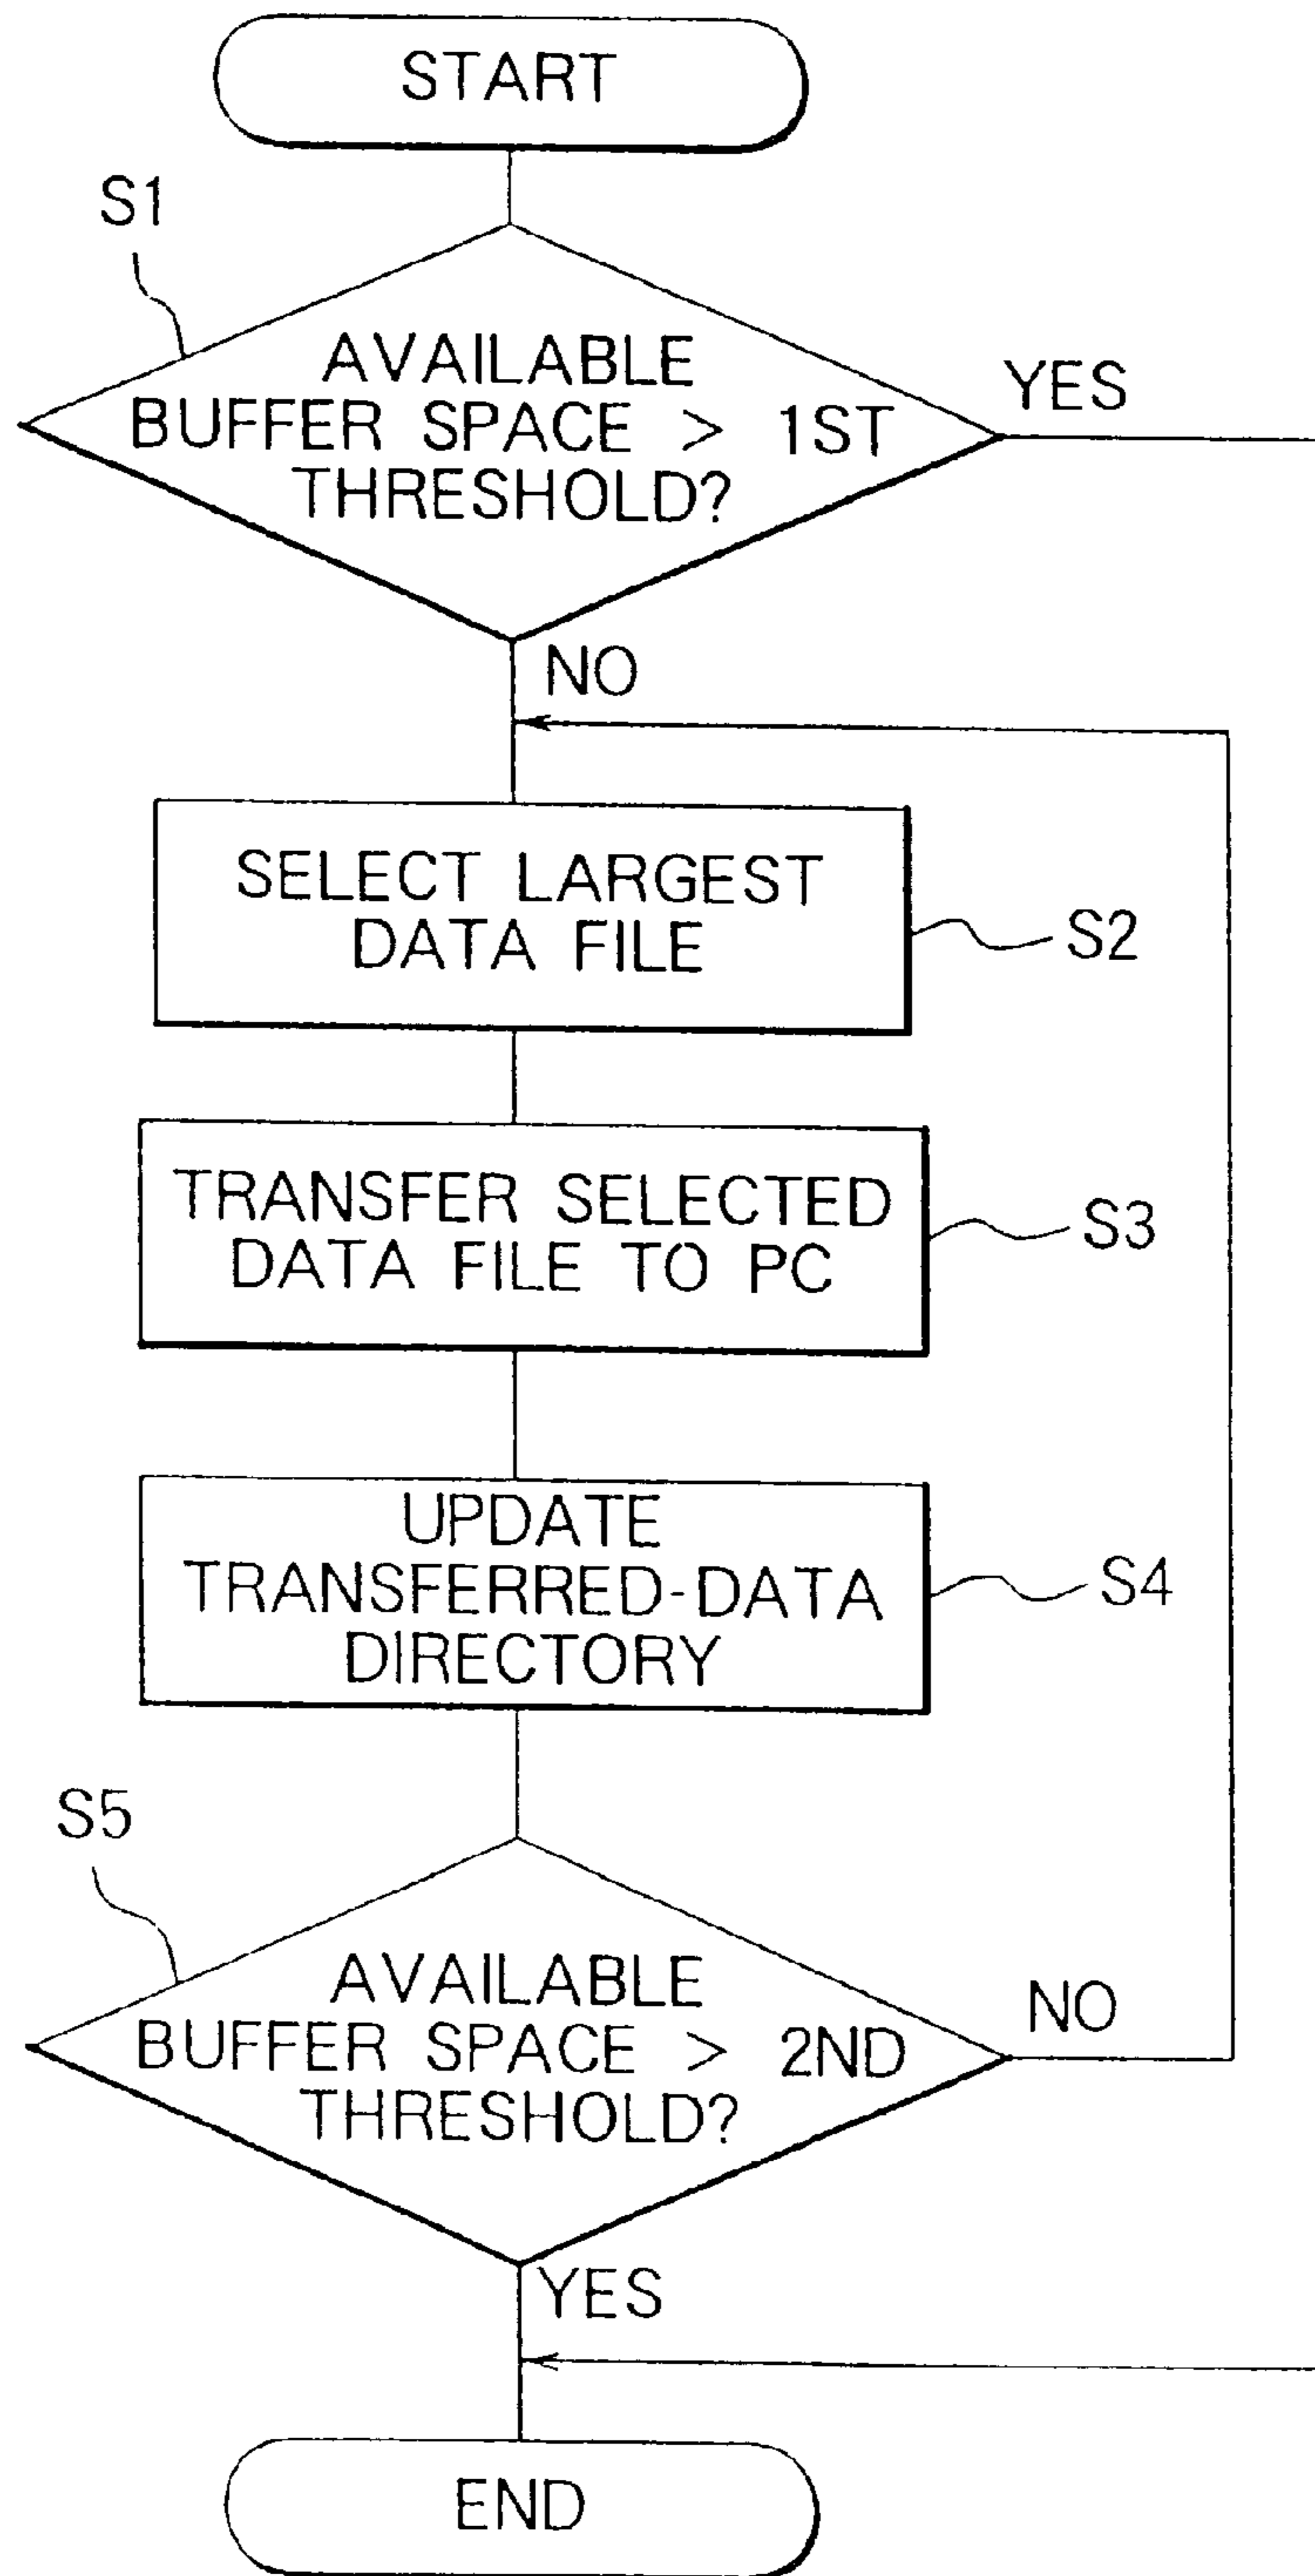 START
S1
AVAILABLE
BUFFER SPACE > 1ST
THRESHOLD?
YES
NO
SELECT LARGEST
DATA FILE
S2
TRANSFER SELECTED
DATA FILE TO PC
S3
UPDATE
TRANSFERRED-DATA
DIRECTORY
S4
S5
AVAILABLE
BUFFER SPACE > 2ND
THRESHOLD?
NO
YES
END